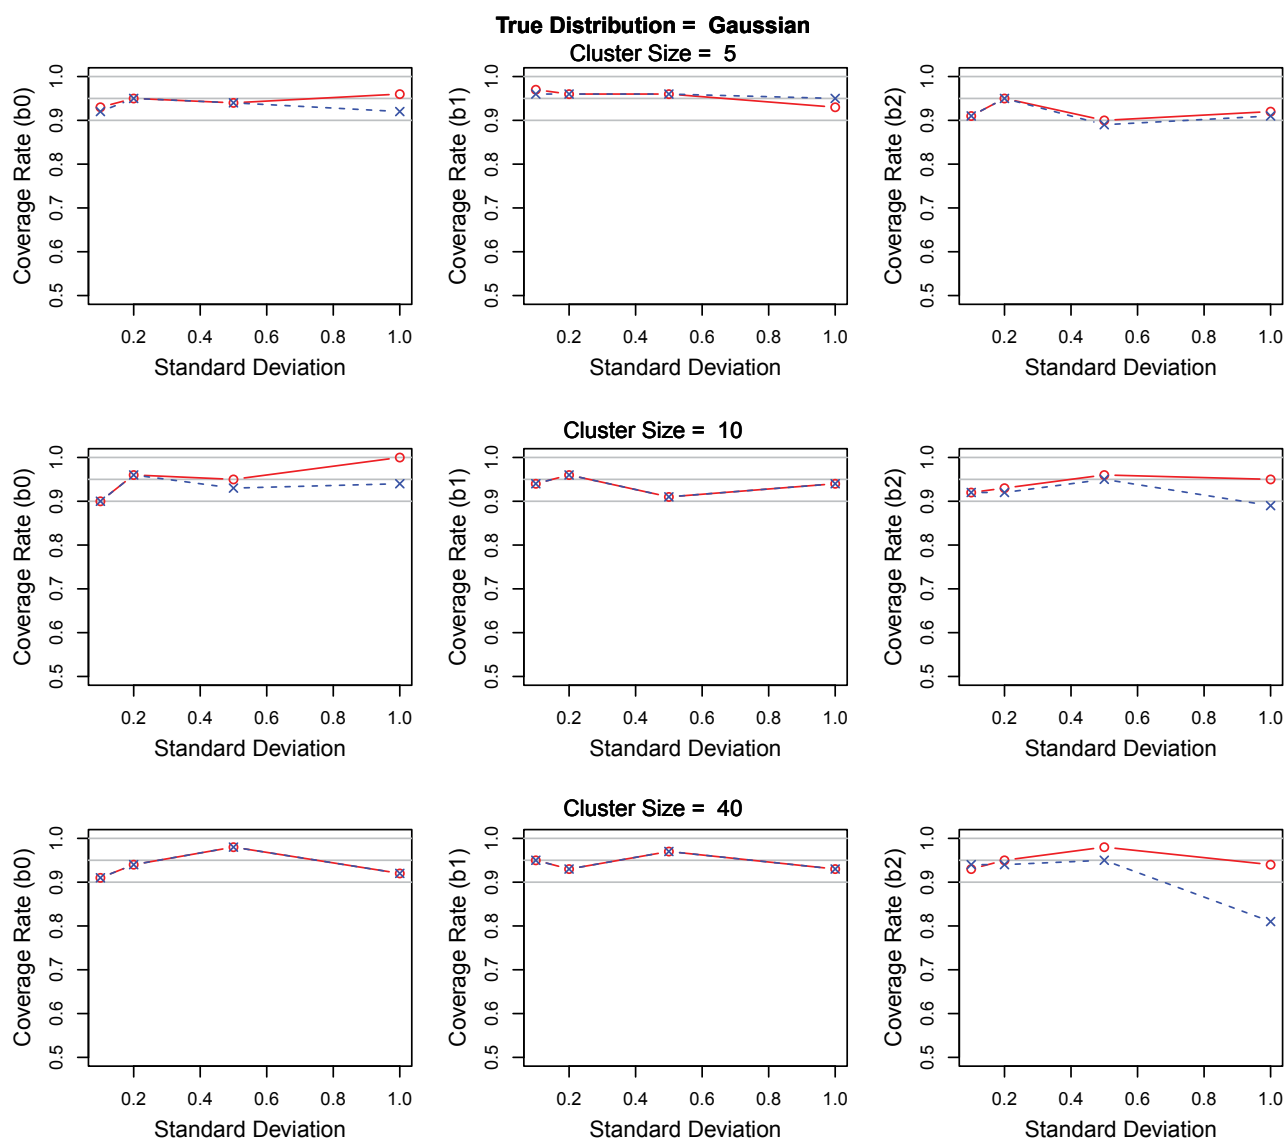 True Distribution = Gaussian
Cluster Size = 5
Coverage Rate (b0)
0.5 0.6 0.7 0.8 0.9 1.0
0.2 0.4 0.6 0.8 1.0
Standard Deviation
Coverage Rate (b1)
0.5 0.6 0.7 0.8 0.9 1.0
0.2 0.4 0.6 0.8 1.0
Standard Deviation
Coverage Rate (b2)
0.5 0.6 0.7 0.8 0.9 1.0
0.2 0.4 0.6 0.8 1.0
Standard Deviation
Cluster Size = 10
Coverage Rate (b0)
0.5 0.6 0.7 0.8 0.9 1.0
0.2 0.4 0.6 0.8 1.0
Standard Deviation
Coverage Rate (b1)
0.5 0.6 0.7 0.8 0.9 1.0
0.2 0.4 0.6 0.8 1.0
Standard Deviation
Coverage Rate (b2)
0.5 0.6 0.7 0.8 0.9 1.0
0.2 0.4 0.6 0.8 1.0
Standard Deviation
Cluster Size = 40
Coverage Rate (b0)
0.5 0.6 0.7 0.8 0.9 1.0
0.2 0.4 0.6 0.8 1.0
Standard Deviation
Coverage Rate (b1)
0.5 0.6 0.7 0.8 0.9 1.0
0.2 0.4 0.6 0.8 1.0
Standard Deviation
Coverage Rate (b2)
0.5 0.6 0.7 0.8 0.9 1.0
0.2 0.4 0.6 0.8 1.0
Standard Deviation